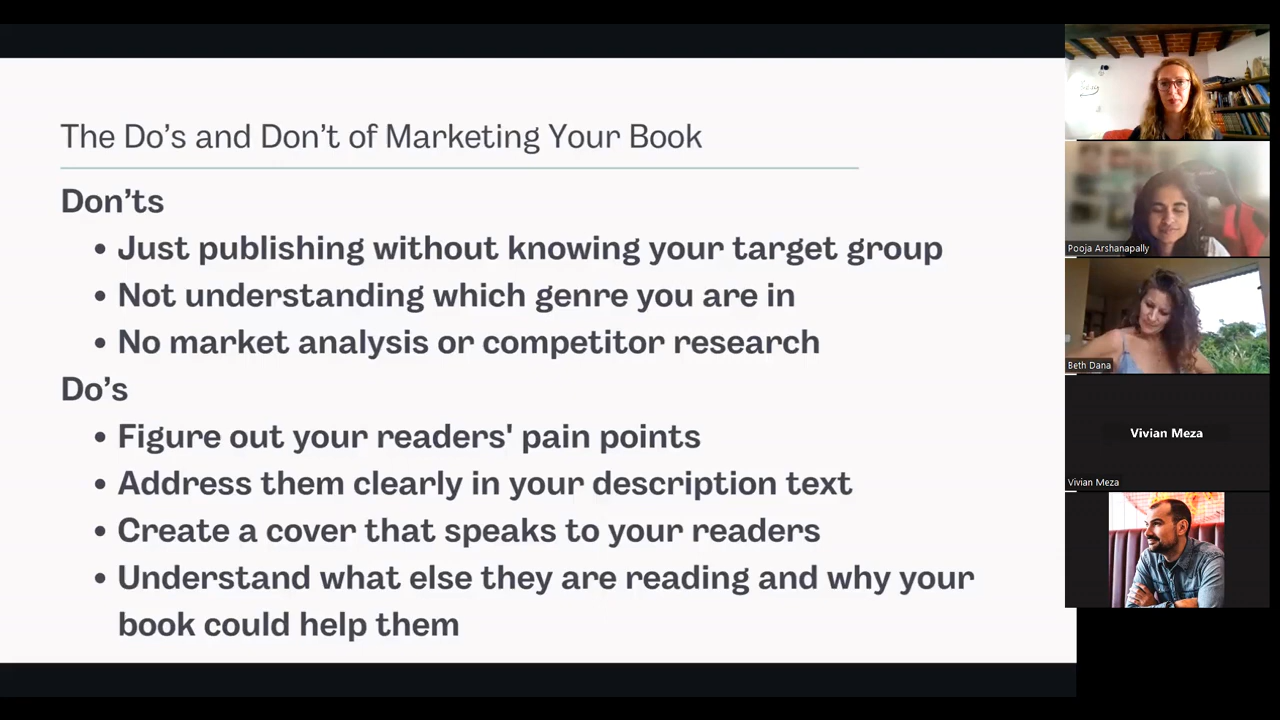 The Do's and Don't of Marketing Your Book
Don'ts
• Just publishing without knowing your target group
• Not understanding which genre you are in
• No market analysis or competitor research
Do's
• Figure out your readers' pain points
• Address them clearly in your description text
• Create a cover that speaks to your readers
• Understand what else they are reading and why your
book could help them
Pooja Arshanapally
Beth Dana
Vivian Meza
Vivian Meza